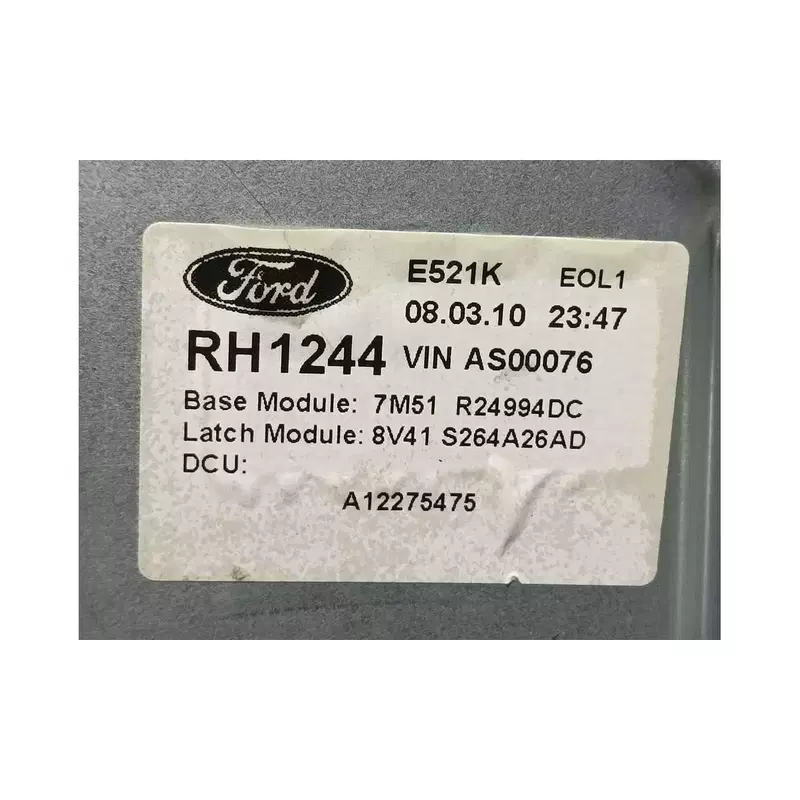 Ford E521K EOL1
08.03.10 23:47
RH1244 VIN AS00076
Base Module: 7M51 R24994DC
Latch Module: 8V41 S264A26AD
DCU:
A12275475